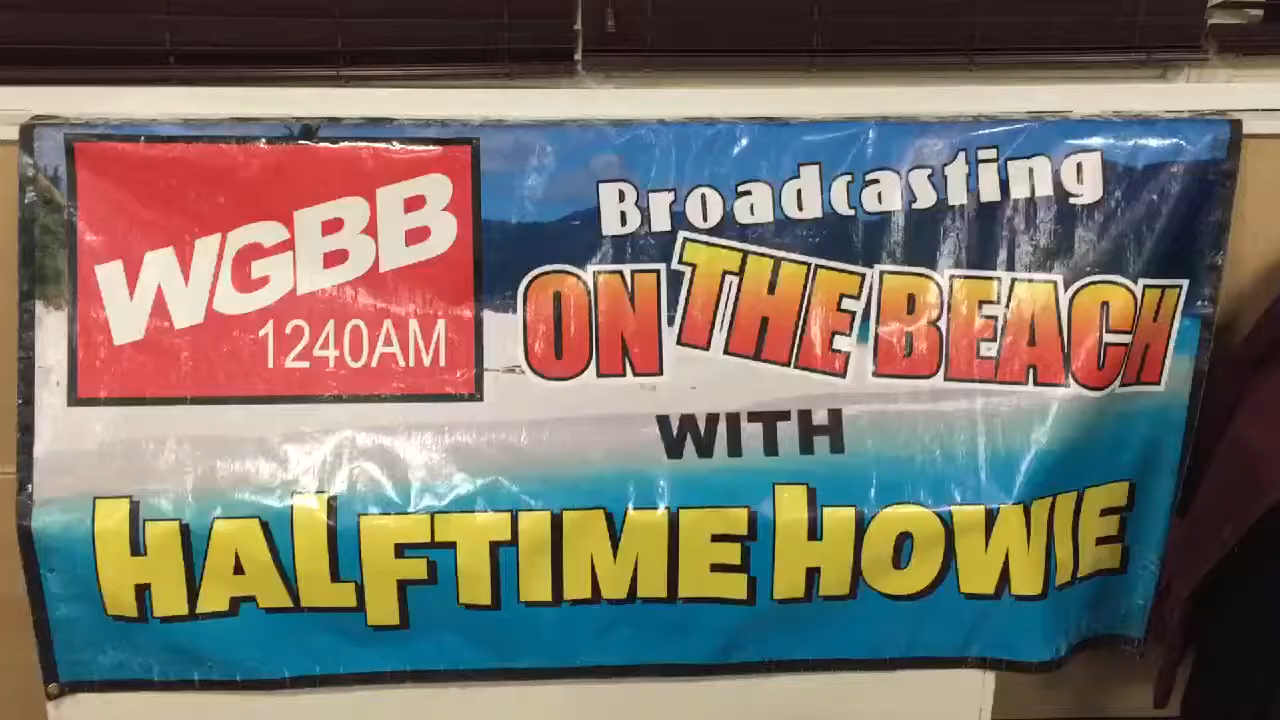 WGBB
1240AM
Broadcasting
ON THE BEACH
WITH
HALFTIME HOWIE